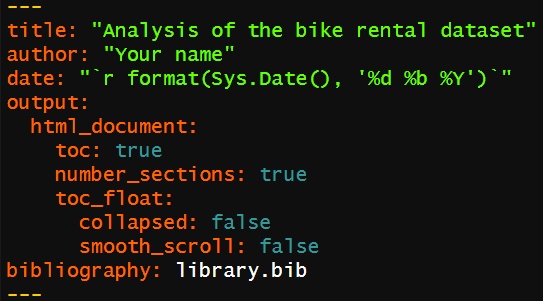 ---
title: "Analysis of the bike rental dataset"
author: "Your name"
date: "`r format(Sys.Date(), '%d %b %Y')`"
output:
  html_document:
    toc: true
    number_sections: true
    toc_float:
      collapsed: false
      smooth_scroll: false
bibliography: library.bib
---